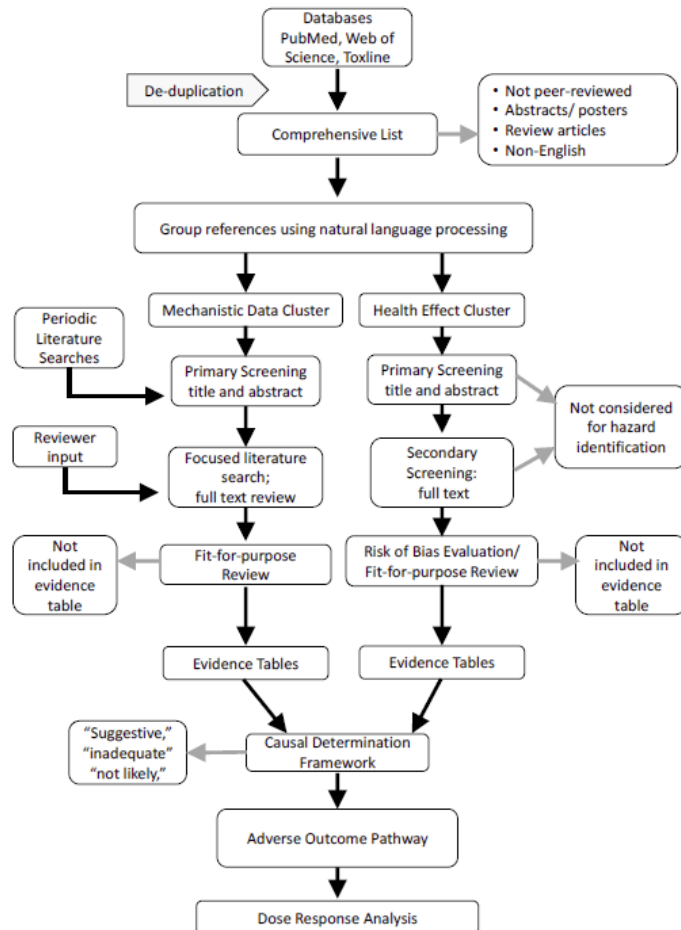 Databases
PubMed, Web of
Science, Toxline
De-duplication
• Not peer-reviewed
• Abstracts/ posters
• Review articles
• Non-English
Comprehensive List
Group references using natural language processing
Mechanistic Data Cluster
Health Effect Cluster
Periodic
Literature
Searches
Primary Screening
title and abstract
Primary Screening
title and abstract
Not considered
for hazard
identification
Reviewer
input
Focused literature
search;
full text review
Secondary
Screening:
full text
Not
included in
evidence
table
Fit-for-purpose
Review
Risk of Bias Evaluation/
Fit-for-purpose Review
Not
included in
evidence
table
Evidence Tables
Evidence Tables
“Suggestive,”
“inadequate”
“not likely,”
Causal Determination
Framework
Adverse Outcome Pathway
Dose Response Analysis